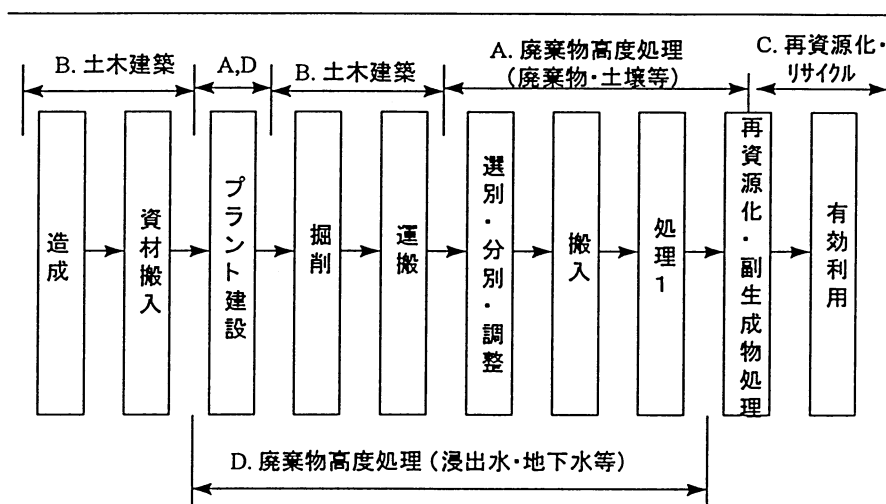 B. 土木建築
A,D
B. 土木建築
A. 廃棄物高度処理
(廃棄物・土壌等)
C. 再資源化・
リサイクル
造成
資材搬入
プラント建設
掘削
運搬
選別・分別・調整
搬入
処理1
再資源化・副生成物処理
有効利用
D. 廃棄物高度処理(浸出水・地下水等)